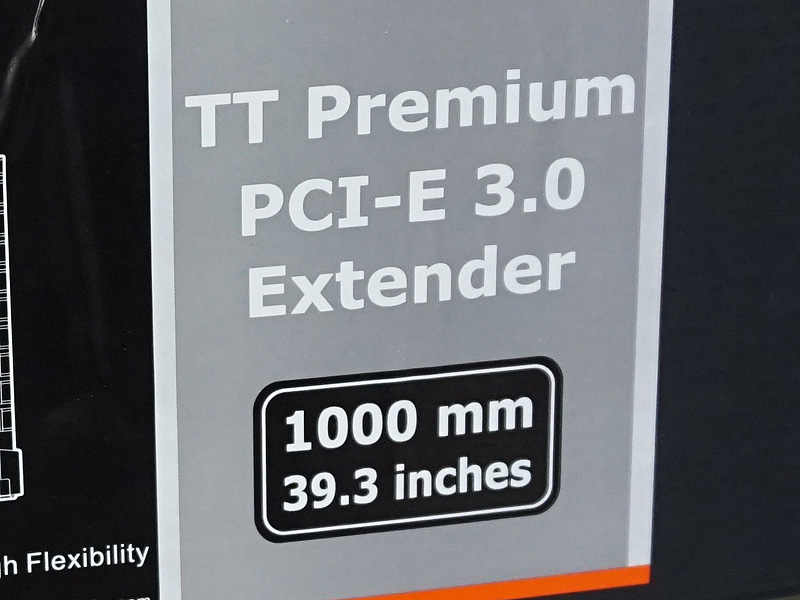 TT Premium
PCI-E 3.0
Extender
1000 mm
39.3 inches
Flexibility